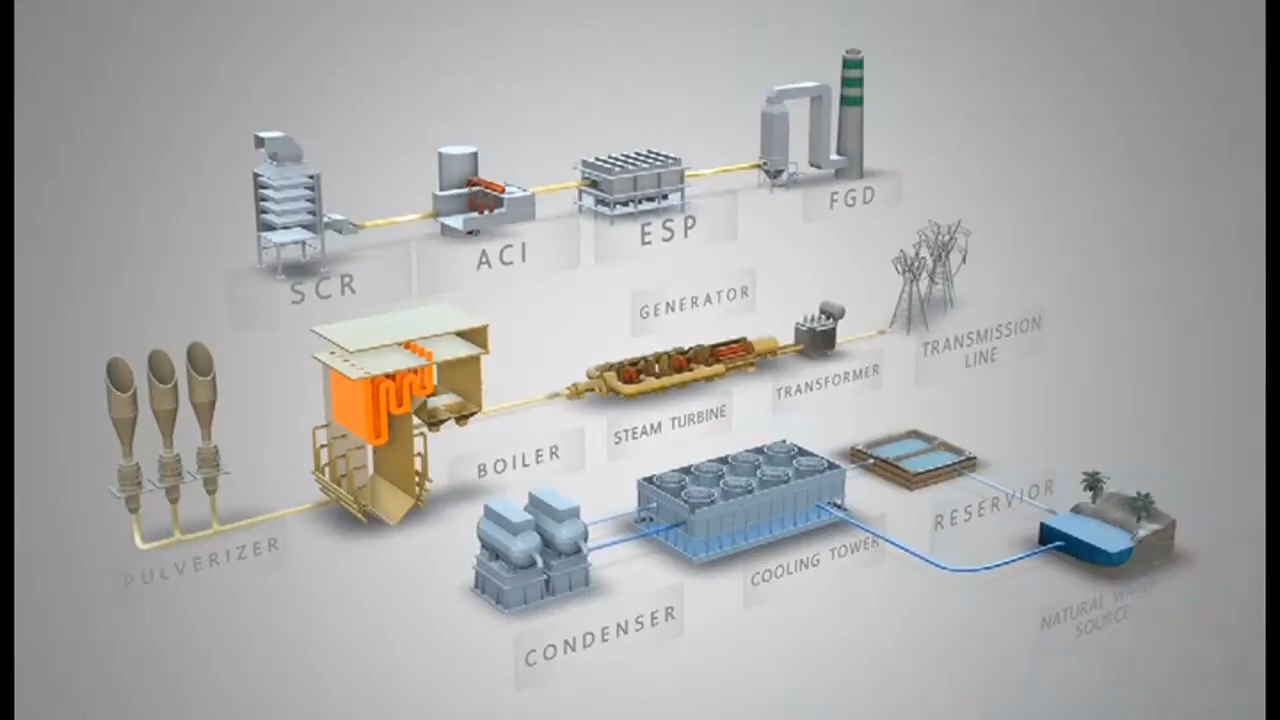 FGD
ESP
ACI
SCR
GENERATOR
TRANSMISSION
LINE
TRANSFORMER
STEAM TURBINE
BOILER
RESERVIOR
PULVERIZER
COOLING TOWER
CONDENSER
NATURAL
SOURCE